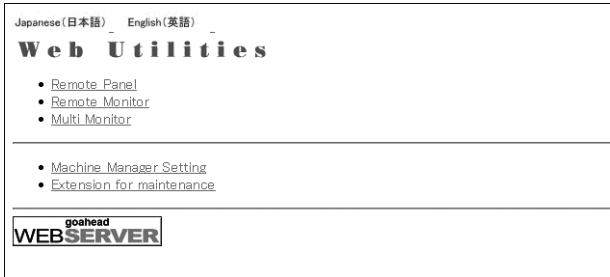 Japanese(日本語) English(英語)
Web Utilities
Remote Panel
Remote Monitor
Multi Monitor
Machine Manager Setting
Extension for maintenance
goahead
WEBSERVER